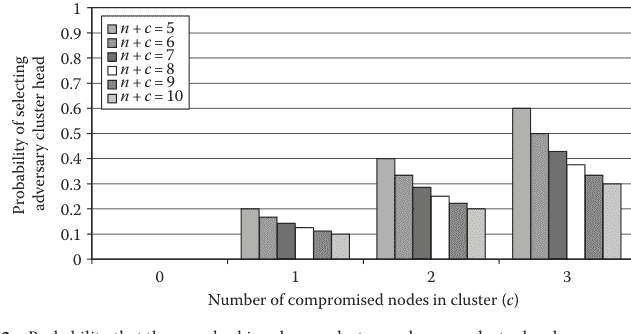 1
0.9
0.8
0.7
0.6
0.5
0.4
0.3
0.2
0.1
0
Probability of selecting
adversary cluster head
n + c = 5
n + c = 6
n + c = 7
n + c = 8
n + c = 9
n + c = 10
0 1 2 3
Number of compromised nodes in cluster (c)